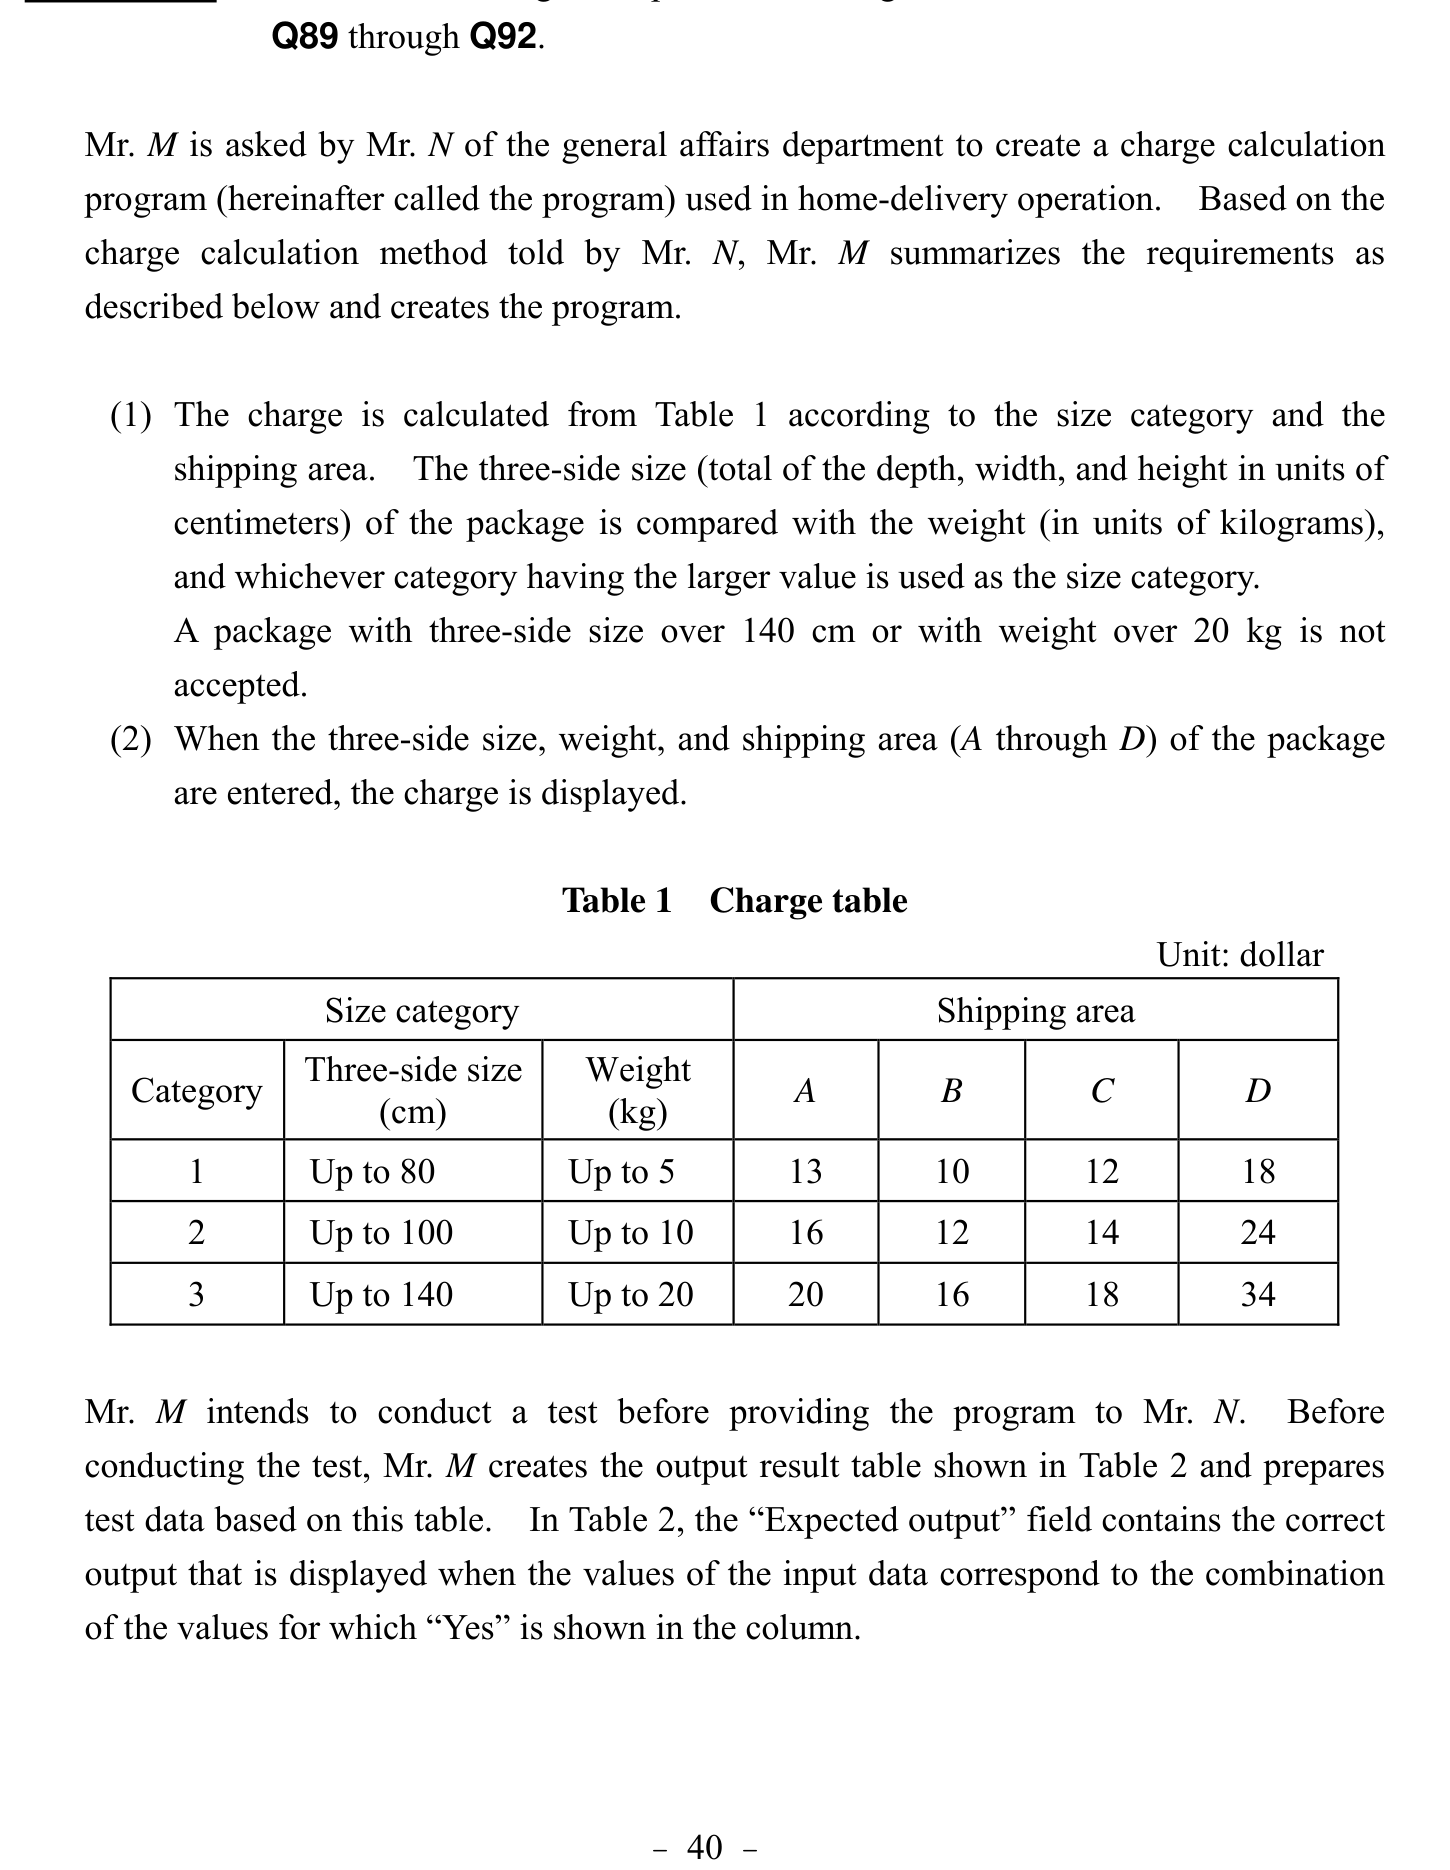 Q89 through Q92.
Mr. M is asked by Mr. N of the general affairs department to create a charge calculation
program (hereinafter called the program) used in home-delivery operation. Based on the
charge calculation method told by Mr. N, Mr. M summarizes the requirements as
described below and creates the program.
(1) The charge is calculated from Table 1 according to the size category and the
shipping area. The three-side size (total of the depth, width, and height in units of
centimeters) of the package is compared with the weight (in units of kilograms),
and whichever category having the larger value is used as the size category.
A package with three-side size over 140 cm or with weight over 20 kg is not
accepted.
(2) When the three-side size, weight, and shipping area (A through D) of the package
are entered, the charge is displayed.
Table 1 Charge table
Unit: dollar
Size category Shipping area
Category Three-side size (cm) Weight (kg) A B C D
1 Up to 80 Up to 5 13 10 12 18
2 Up to 100 Up to 10 16 12 14 24
3 Up to 140 Up to 20 20 16 18 34
Mr. M intends to conduct a test before providing the program to Mr. N. Before
conducting the test, Mr. M creates the output result table shown in Table 2 and prepares
test data based on this table. In Table 2, the “Expected output” field contains the correct
output that is displayed when the values of the input data correspond to the combination
of the values for which “Yes” is shown in the column.
– 40 –